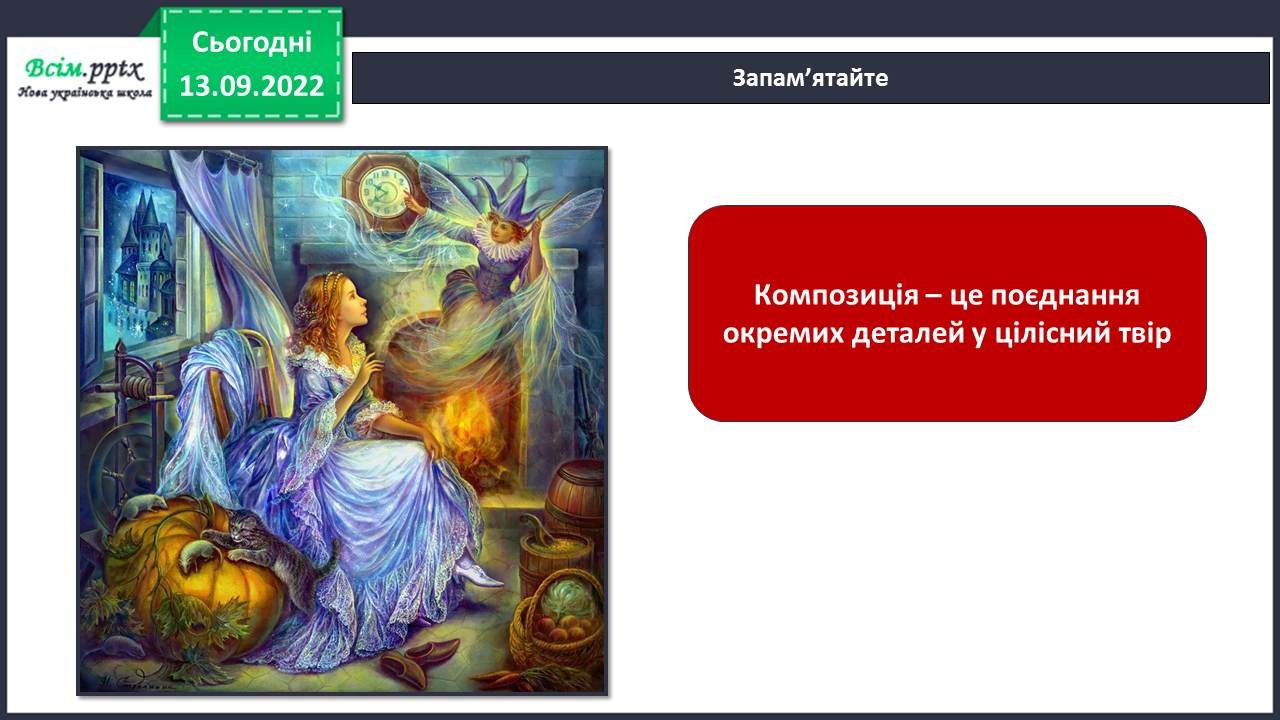 Сьогодні
13.09.2022
Всім.pptx
Нова українська школа
Запам’ятайте
Композиція – це поєднання
окремих деталей у цілісний твір